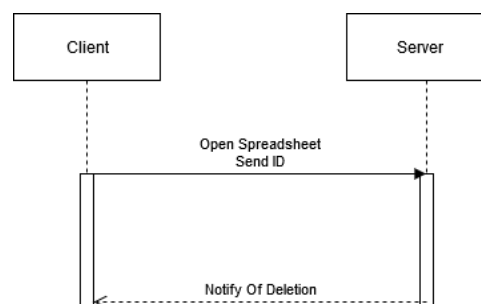 Client
Server
Open Spreadsheet
Send ID
Notify Of Deletion